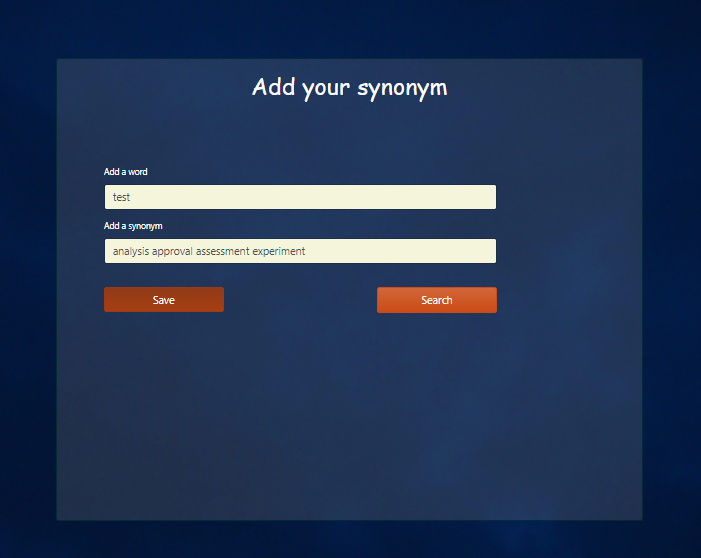 Add your synonym
Add a word
test
Add a synonym
analysis approval assessment experiment
Save
Search